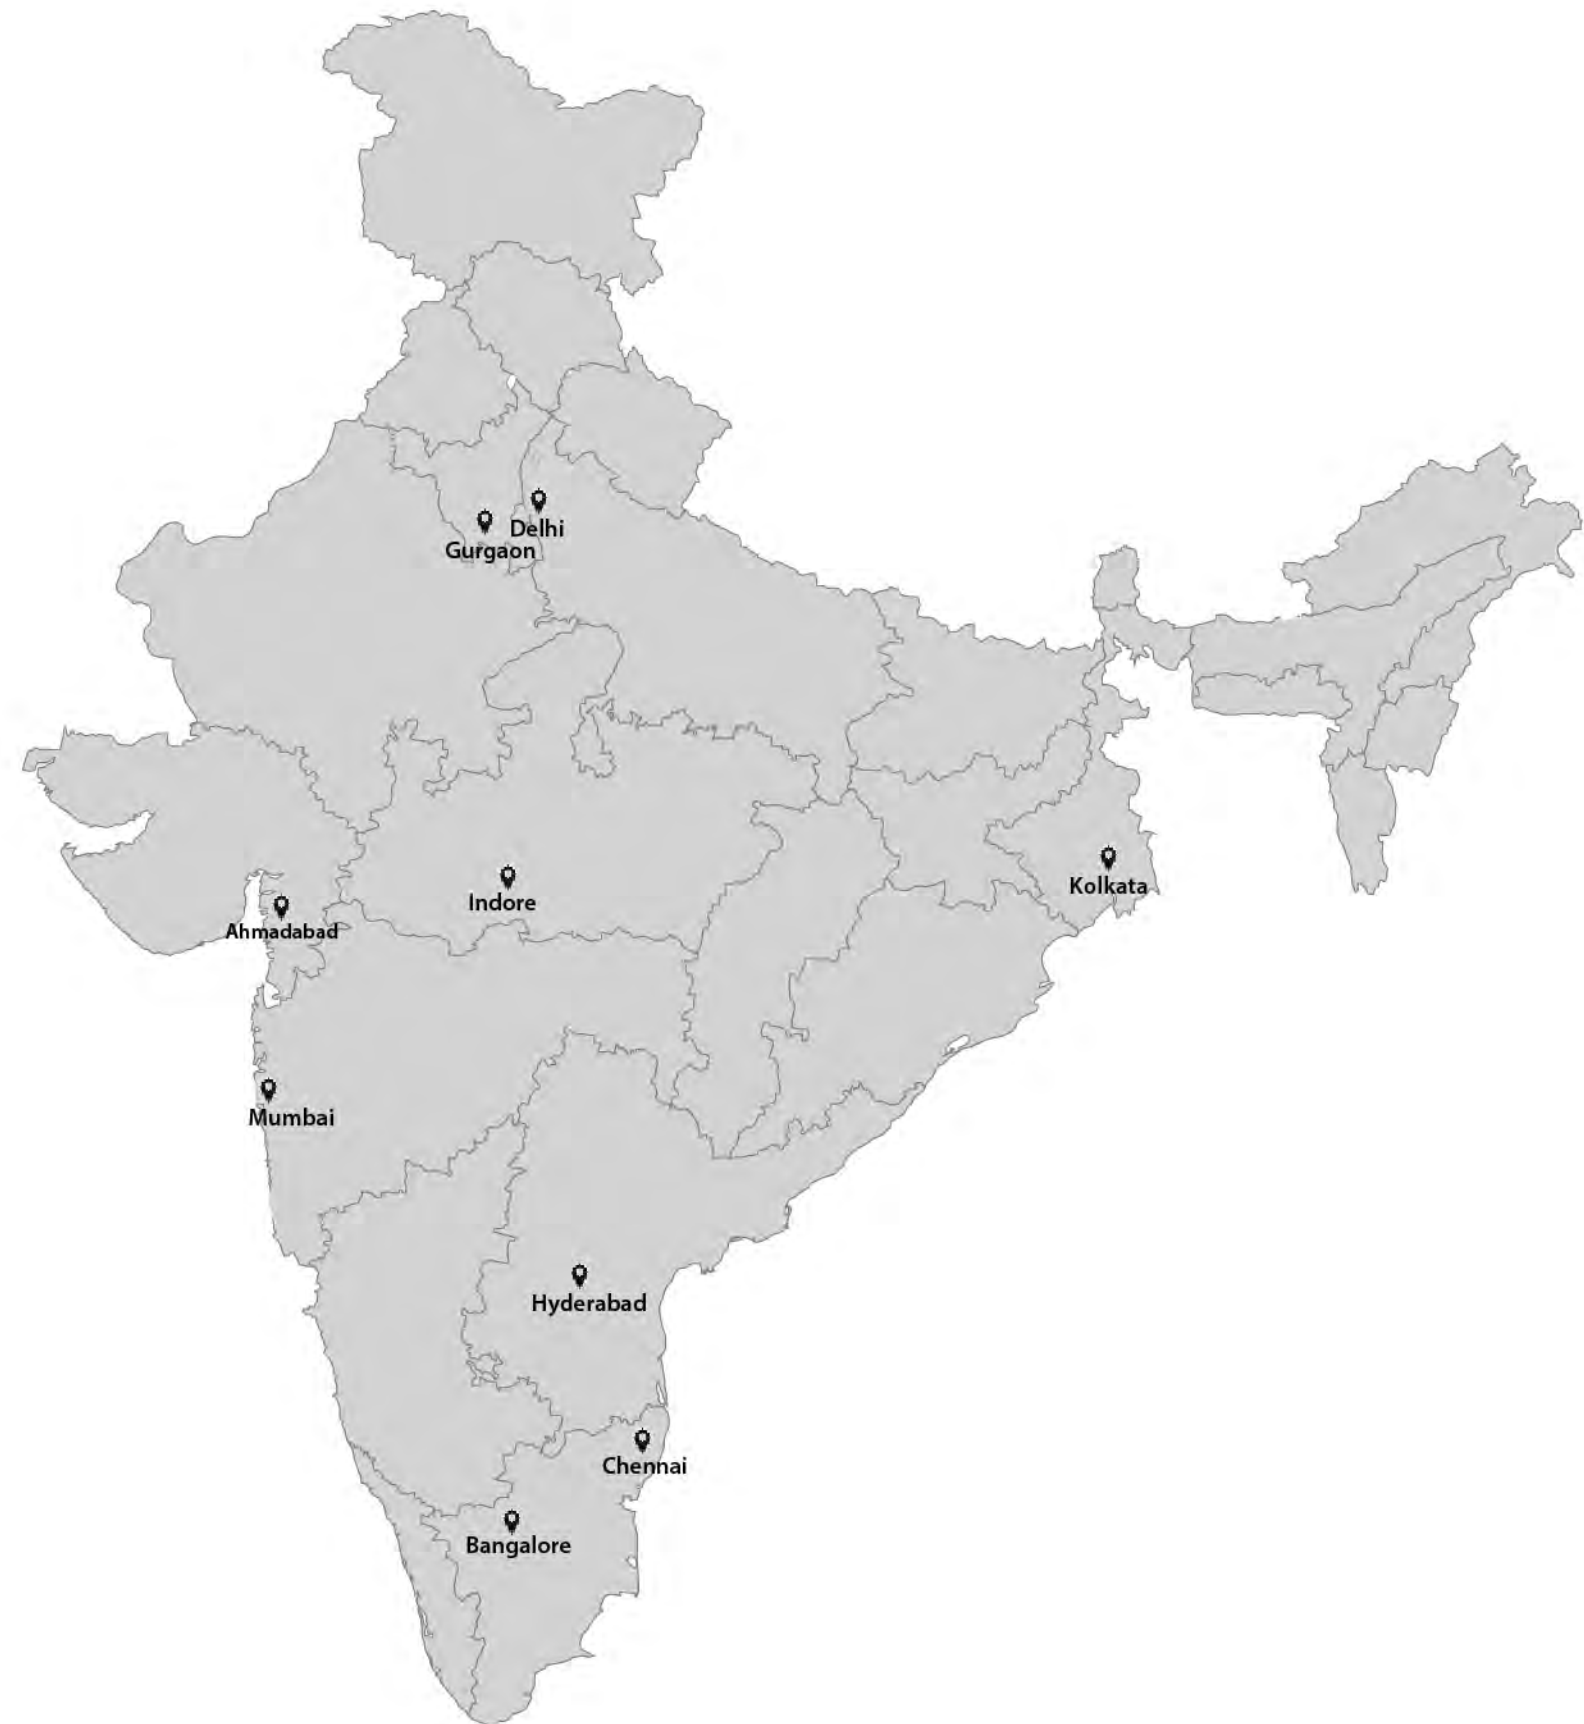 Delhi
Gurgaon
Kolkata
Indore
Ahmadabad
Mumbai
Hyderabad
Chennai
Bangalore